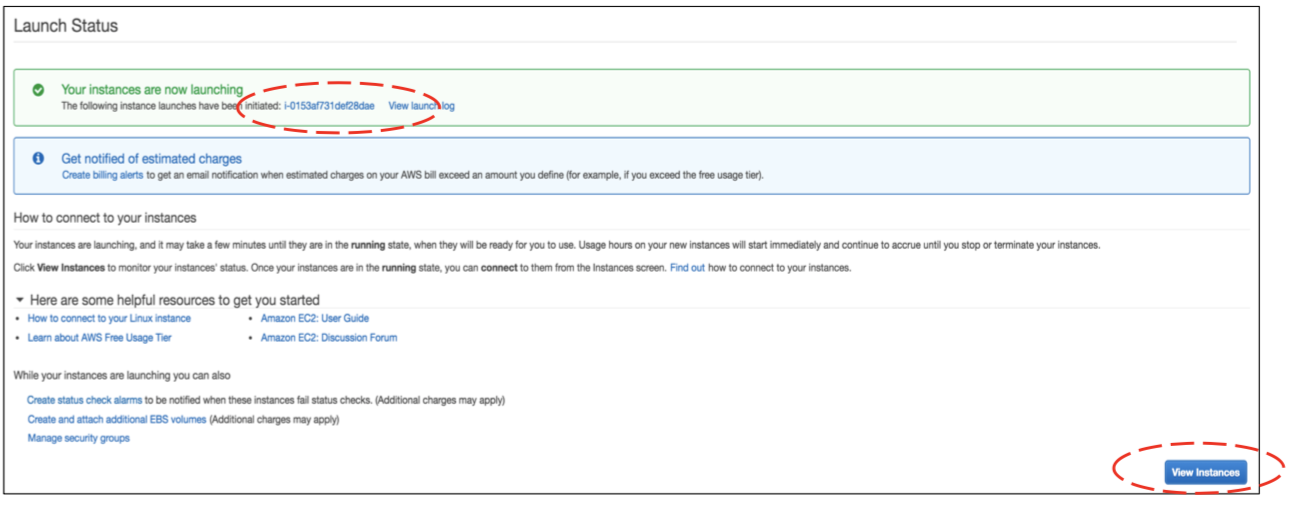 Launch Status
Your instances are now launching
The following instance launches have been initiated: i-0153af731def28dae View launch log
Get notified of estimated charges
Create billing alerts to get an email notification when estimated charges on your AWS bill exceed an amount you define (for example, if you exceed the free usage tier).
How to connect to your instances
Your instances are launching, and it may take a few minutes until they are in the running state, when they will be ready for you to use. Usage hours on your new instances will start immediately and continue to accrue until you stop or terminate your instances.
Click View Instances to monitor your instances' status. Once your instances are in the running state, you can connect to them from the Instances screen. Find out how to connect to your instances.
Here are some helpful resources to get you started
• How to connect to your Linux instance • Amazon EC2: User Guide
• Learn about AWS Free Usage Tier • Amazon EC2: Discussion Forum
While your instances are launching you can also
Create status check alarms to be notified when these instances fail status checks. (Additional charges may apply)
Create and attach additional EBS volumes (Additional charges may apply)
Manage security groups
View Instances